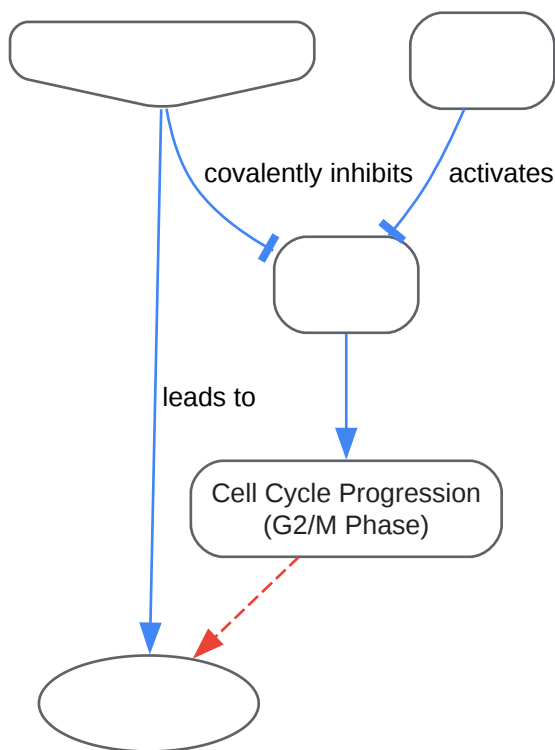 covalently inhibits
activates
leads to
Cell Cycle Progression
(G2/M Phase)